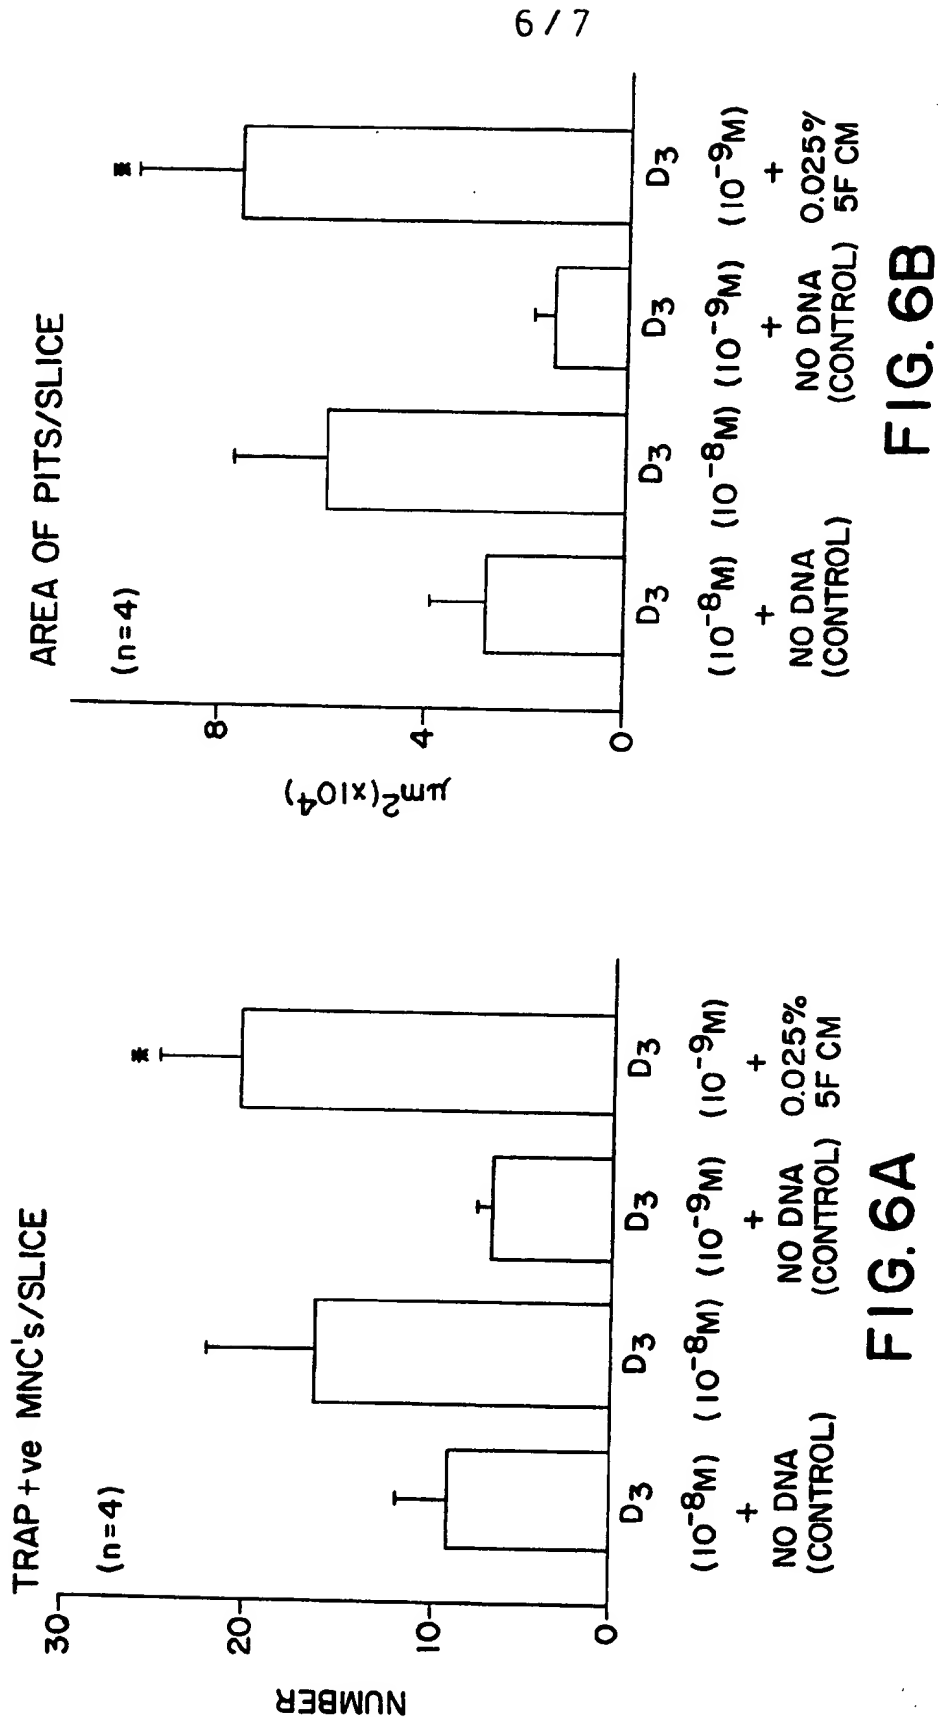 6 / 7
TRAP+ve MNC's/SLICE
(n=4)
NUMBER
30
20
10
0
D3 D3 D3 D3
(10⁻⁸M) (10⁻⁸M) (10⁻⁹M) (10⁻⁹M)
+ + +
NO DNA NO DNA 0.025%
(CONTROL) (CONTROL) 5F CM
*
FIG. 6A
AREA OF PITS/SLICE
(n=4)
μm²(x10⁴)
8
4
0
D3 D3 D3 D3
(10⁻⁸M) (10⁻⁸M) (10⁻⁹M) (10⁻⁹M)
+ + +
NO DNA NO DNA 0.025%
(CONTROL) (CONTROL) 5F CM
*
FIG. 6B